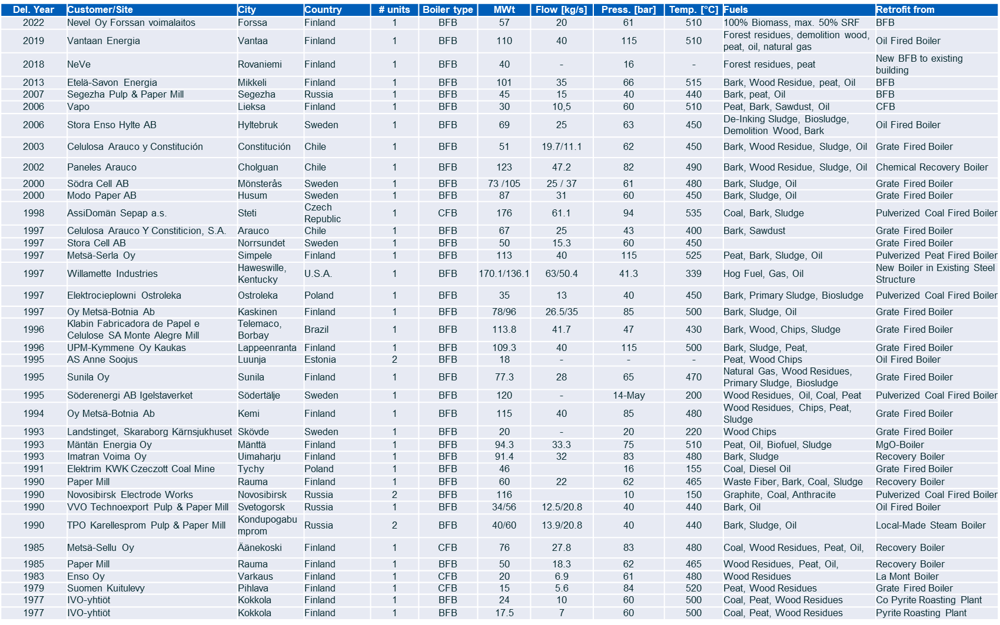 Del. Year Customer/Site City Country # units Boiler type MWt Flow [kg/s] Press. [bar] Temp. [°C] Fuels Retrofit from
2022 Nevel Oy Forssan voimalaitos Forssa Finland 1 BFB 57 20 61 510 100% Biomass, max. 50% SRF BFB
2019 Vantaan Energia Vantaa Finland 1 BFB 110 40 115 510 Forest residues, demolition wood, peat, oil, natural gas Oil Fired Boiler
2018 NeVe Rovaniemi Finland 1 BFB 40 - 16 - Forest residues, peat New BFB to existing building
2013 Etelä-Savon Energia Mikkeli Finland 1 BFB 101 35 66 515 Bark, Wood Residue, peat, Oil BFB
2007 Segezha Pulp & Paper Mill Segezha Russia 1 BFB 45 15 40 440 Bark, peat, Oil BFB
2006 Vapo Lieksa Finland 1 BFB 30 10,5 60 510 Peat, Bark, Sawdust, Oil CFB
2006 Stora Enso Hylte AB Hyltebruk Sweden 1 BFB 69 25 63 450 De-Inking Sludge, Biosludge, Demolition Wood, Bark Oil Fired Boiler
2003 Celulosa Arauco y Constitución Constitución Chile 1 BFB 51 19.7/11.1 62 450 Bark, Wood Residue, Sludge, Oil Grate Fired Boiler
2002 Paneles Arauco Cholguan Chile 1 BFB 123 47.2 82 490 Bark, Wood Residue, Sludge, Oil Chemical Recovery Boiler
2000 Södra Cell AB Mönsterås Sweden 1 BFB 73 /105 25 / 37 61 480 Bark, Sludge, Oil Grate Fired Boiler
2000 Modo Paper AB Husum Sweden 1 BFB 87 31 60 450 Bark, Sludge, Oil Grate Fired Boiler
1998 AssiDomän Sepap a.s. Steti Czech Republic 1 CFB 176 61.1 94 535 Coal, Bark, Sludge Pulverized Coal Fired Boiler
1997 Celulosa Arauco Y Constiticion, S.A. Arauco Chile 1 BFB 67 25 43 400 Bark, Sawdust Grate Fired Boiler
1997 Stora Cell AB Norrsundet Sweden 1 BFB 50 15.3 60 450 Grate Fired Boiler
1997 Metsä-Serla Oy Simpele Finland 1 BFB 113 40 115 525 Peat, Bark, Sludge, Oil Pulverized Peat Fired Boiler
1997 Willamette Industries Haweswille, Kentucky U.S.A. 1 BFB 170.1/136.1 63/50.4 41.3 339 Hog Fuel, Gas, Oil New Boiler in Existing Steel Structure
1997 Elektrocieplowni Ostroleka Ostroleka Poland 1 BFB 35 13 40 450 Bark, Primary Sludge, Biosludge Pulverized Coal Fired Boiler
1997 Oy Metsä-Botnia Ab Kaskinen Finland 1 BFB 78/96 26.5/35 85 500 Bark, Sludge, Oil Grate Fired Boiler
1996 Klabin Fabricadora de Papel e Celulose SA Monte Alegre Mill Telemaco, Borbay Brazil 1 BFB 113.8 41.7 47 430 Bark, Wood, Chips, Sludge Grate Fired Boiler
1996 UPM-Kymmene Oy Kaukas Lappeenranta Finland 1 BFB 109.3 40 115 500 Bark, Sludge, Peat, Grate Fired Boiler
1995 AS Anne Soojus Luunja Estonia 2 BFB 18 - - - Peat, Wood Chips Oil Fired Boiler
1995 Sunila Oy Sunila Finland 1 BFB 77.3 28 65 470 Natural Gas, Wood Residues, Primary Sludge, Biosludge Grate Fired Boiler
1995 Söderenergi AB Igelstaverket Södertälje Sweden 1 BFB 120 - 14-May 200 Wood Residues, Oil, Coal, Peat Pulverized Coal Fired Boiler
1994 Oy Metsä-Botnia Ab Kemi Finland 1 BFB 115 40 85 480 Wood Residues, Chips, Peat, Sludge Grate Fired Boiler
1993 Landstinget, Skaraborg Kärnsjukhuset Skövde Sweden 1 BFB 20 - 20 220 Wood Chips Grate Fired Boiler
1993 Mäntän Energia Oy Mänttä Finland 1 BFB 94.3 33.3 75 510 Peat, Oil, Biofuel, Sludge MgO-Boiler
1993 Imatran Voima Oy Uimaharju Finland 1 BFB 91.4 32 83 480 Bark, Sludge Recovery Boiler
1991 Elektrim KWK Czeczott Coal Mine Tychy Poland 1 BFB 46 16 155 Coal, Diesel Oil Grate Fired Boiler
1990 Paper Mill Rauma Finland 1 BFB 60 22 62 465 Waste Fiber, Bark, Coal, Sludge Recovery Boiler
1990 Novosibirsk Electrode Works Novosibirsk Russia 2 BFB 116 10 150 Graphite, Coal, Anthracite Pulverized Coal Fired Boiler
1990 VVO Technoexport Pulp & Paper Mill Svetogorsk Russia 1 BFB 34/56 12.5/20.8 40 440 Bark, Oil Oil Fired Boiler
1990 TPO Karellesprom Pulp & Paper Mill Kondupogabu mprom Russia 2 BFB 40/60 13.9/20.8 40 440 Bark, Sludge, Oil Local-Made Steam Boiler
1985 Metsä-Sellu Oy Äänekoski Finland 1 CFB 76 27.8 83 480 Coal, Wood Residues, Peat, Oil, Recovery Boiler
1985 Paper Mill Rauma Finland 1 BFB 50 18.3 62 465 Wood Residues, Peat, Oil, Recovery Boiler
1983 Enso Oy Varkaus Finland 1 CFB 20 6.9 61 480 Wood Residues La Mont Boiler
1979 Suomen Kuitulevy Pihlava Finland 1 CFB 15 5.6 84 520 Peat, Wood Residues Grate Fired Boiler
1977 IVO-yhtiöt Kokkola Finland 1 BFB 24 10 60 500 Coal, Peat, Wood Residues Co Pyrite Roasting Plant
1977 IVO-yhtiöt Kokkola Finland 1 BFB 17.5 7 60 500 Coal, Peat, Wood Residues Pyrite Roasting Plant